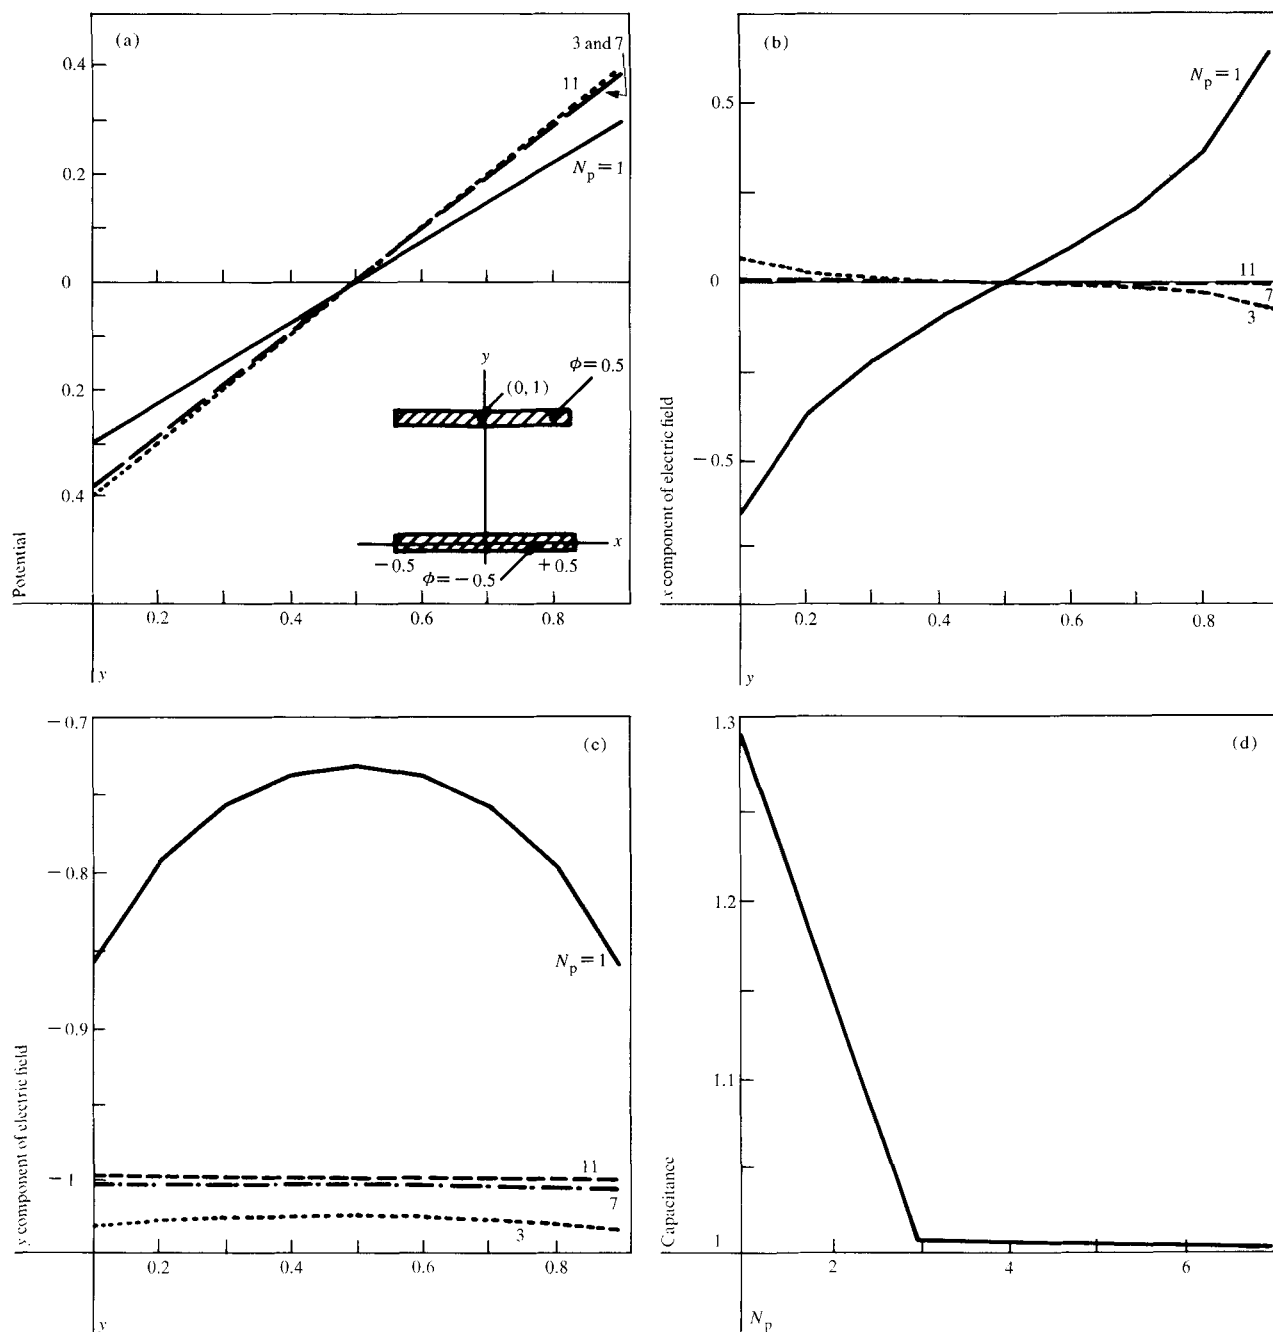 (a)
3 and 7
0.4
11
0.2
Np = 1
0
0.2
0.4
y
ϕ = 0.5
(0, 1)
x
−0.5
+0.5
ϕ = −0.5
Potential
0.2
0.4
0.6
0.8
y
(b)
Np = 1
0.5
0
11
7
3
−0.5
x component of electric field
0.2
0.4
0.6
0.8
y
−0.7
(c)
−0.8
Np = 1
−0.9
−1
11
7
3
y component of electric field
0.2
0.4
0.6
0.8
y
1.3
(d)
1.2
1.1
1
Capacitance
2
4
6
Np